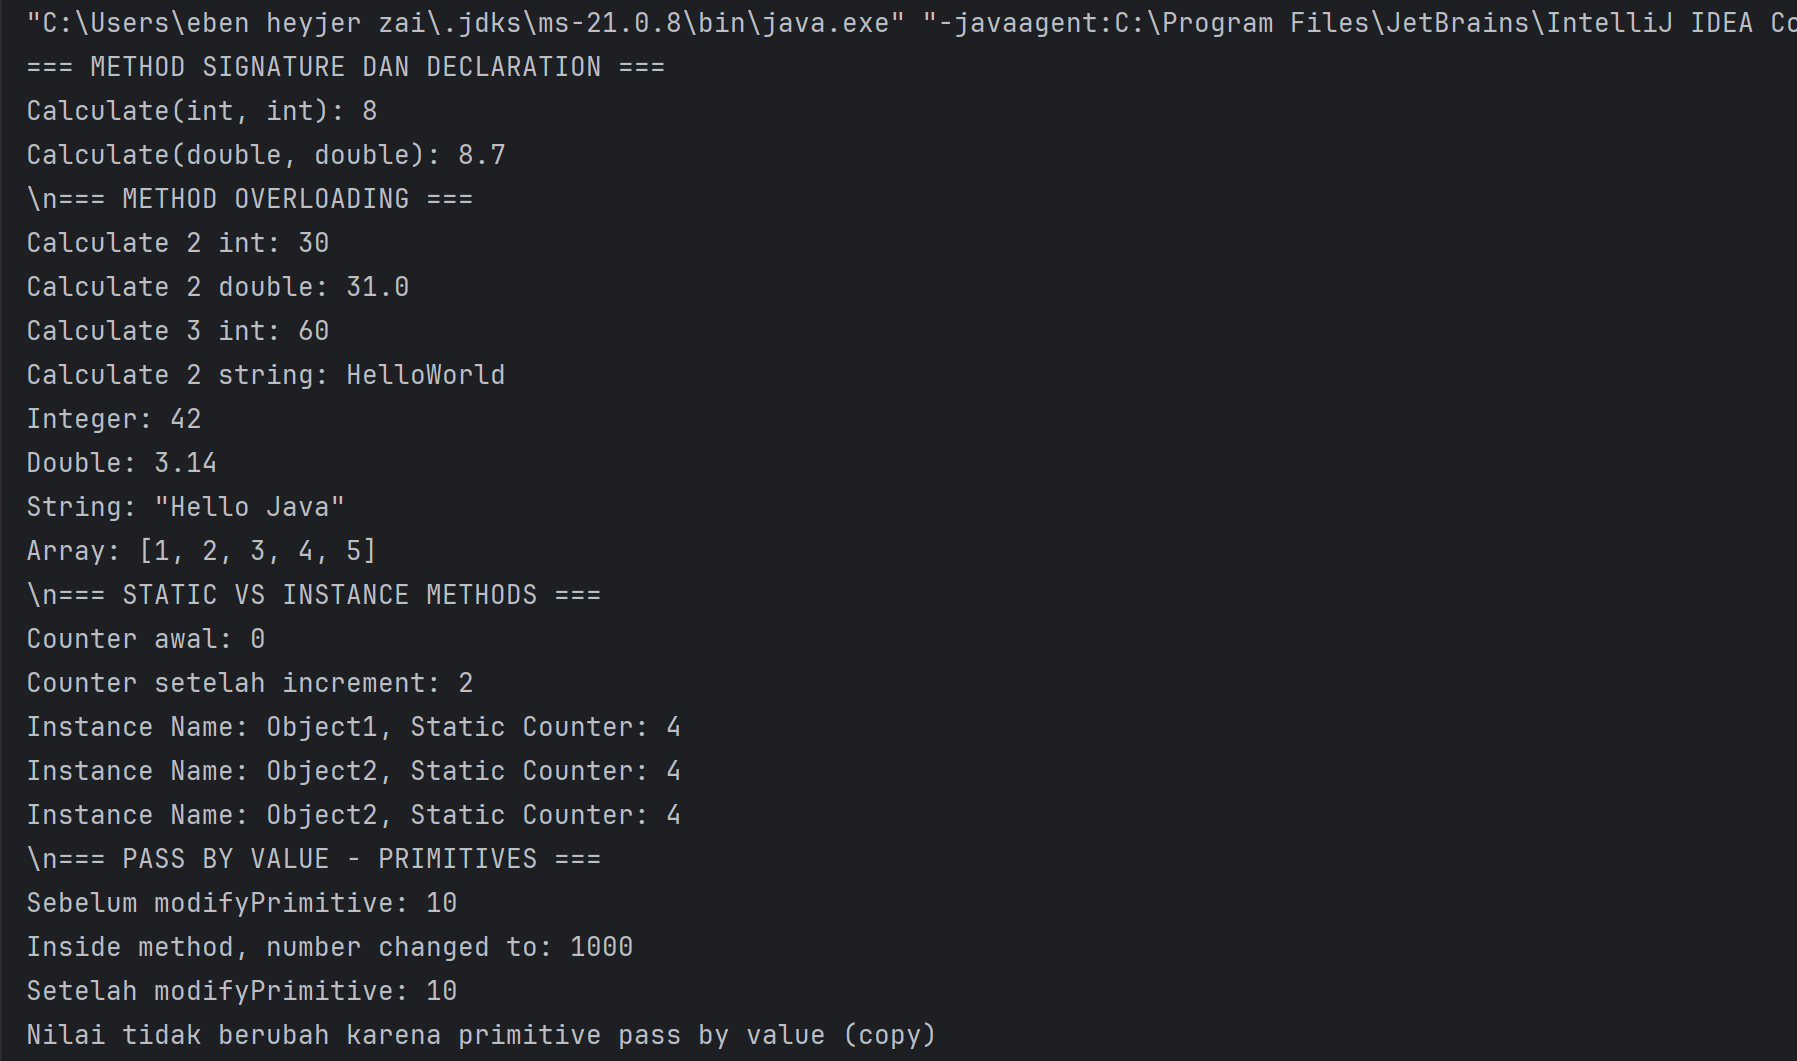 "C:\Users\eben heyjer zai\.jdks\ms-21.0.8\bin\java.exe" "-javaagent:C:\Program Files\JetBrains\IntelliJ IDEA Co
=== METHOD SIGNATURE DAN DECLARATION ===
Calculate(int, int): 8
Calculate(double, double): 8.7
\n=== METHOD OVERLOADING ===
Calculate 2 int: 30
Calculate 2 double: 31.0
Calculate 3 int: 60
Calculate 2 string: HelloWorld
Integer: 42
Double: 3.14
String: "Hello Java"
Array: [1, 2, 3, 4, 5]
\n=== STATIC VS INSTANCE METHODS ===
Counter awal: 0
Counter setelah increment: 2
Instance Name: Object1, Static Counter: 4
Instance Name: Object2, Static Counter: 4
Instance Name: Object2, Static Counter: 4
\n=== PASS BY VALUE - PRIMITIVES ===
Sebelum modifyPrimitive: 10
Inside method, number changed to: 1000
Setelah modifyPrimitive: 10
Nilai tidak berubah karena primitive pass by value (copy)